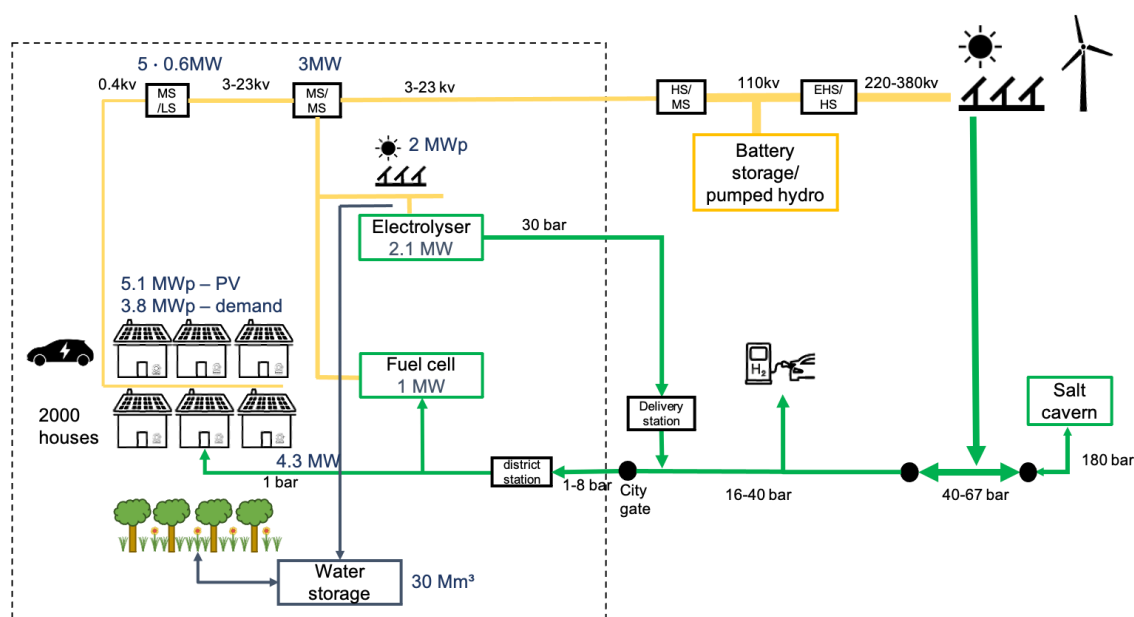 5 · 0.6MW
3MW
0.4kv
MS
/LS
3-23kv
MS/
MS
3-23 kv
HS/
MS
110kv
EHS/
HS
220-380kv
2 MWp
Battery
storage/
pumped hydro
Electrolyser
2.1 MW
30 bar
5.1 MWp – PV
3.8 MWp – demand
Fuel cell
1 MW
H2
2000
houses
Delivery
station
Salt
cavern
4.3 MW
1 bar
district
station
1-8 bar
City
gate
16-40 bar
40-67 bar
180 bar
Water
storage
30 Mm³